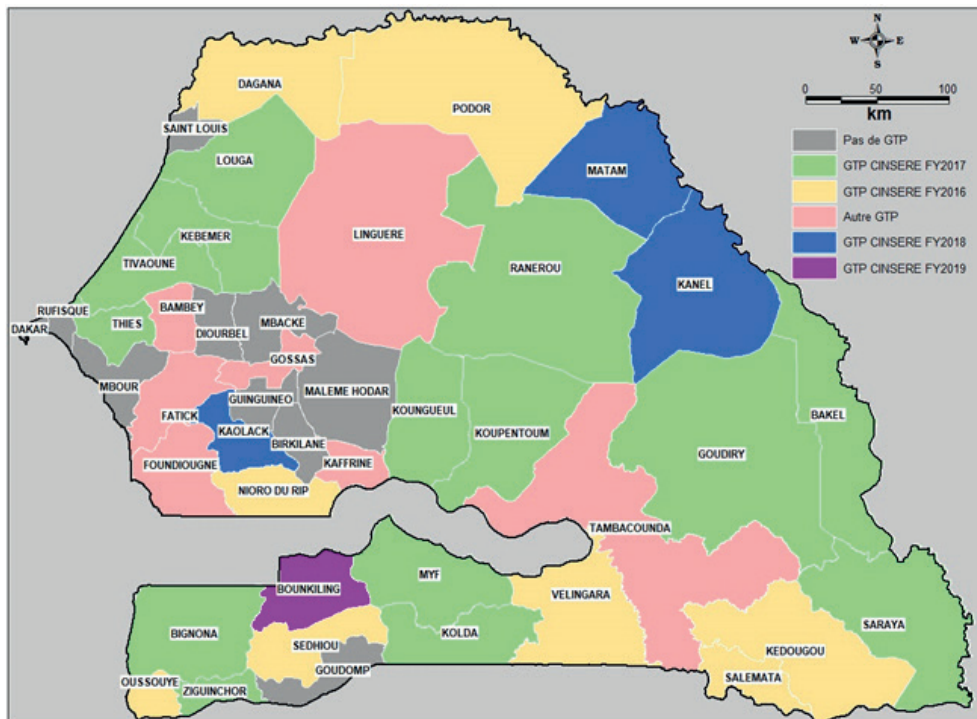 N
W E
S
0 50 100
km
Pas de GTP
GTP CINSERE FY2017
GTP CINSERE FY2016
Autre GTP
GTP CINSERE FY2018
GTP CINSERE FY2019
DAGANA
PODOR
SAINT LOUIS
LOUGA
MATAM
LINGUERE
KEBEMER
TIVAOUNE
RANEROU
KANEL
RUFISQUE
DAKAR
THIES
BAMBEY
DIOURBEL
MBACKE
GOSSAS
MBOUR
GUINGUINEO
MALEME HODAR
FATICK
KAOLACK
BIRKILANE
KOUNGUEUL
KOUPENTOUM
BAKEL
GOUDIRY
FOUNDIOUGNE
KAFFRINE
NIORO DU RIP
TAMBACOUNDA
MYF
BOUNKILING
VELINGARA
SARAYA
BIGNONA
KOLDA
SEDHIOU
KEDOUGOU
GOUDOMP
SALEMATA
OUSSOUYE
ZIGUINCHOR